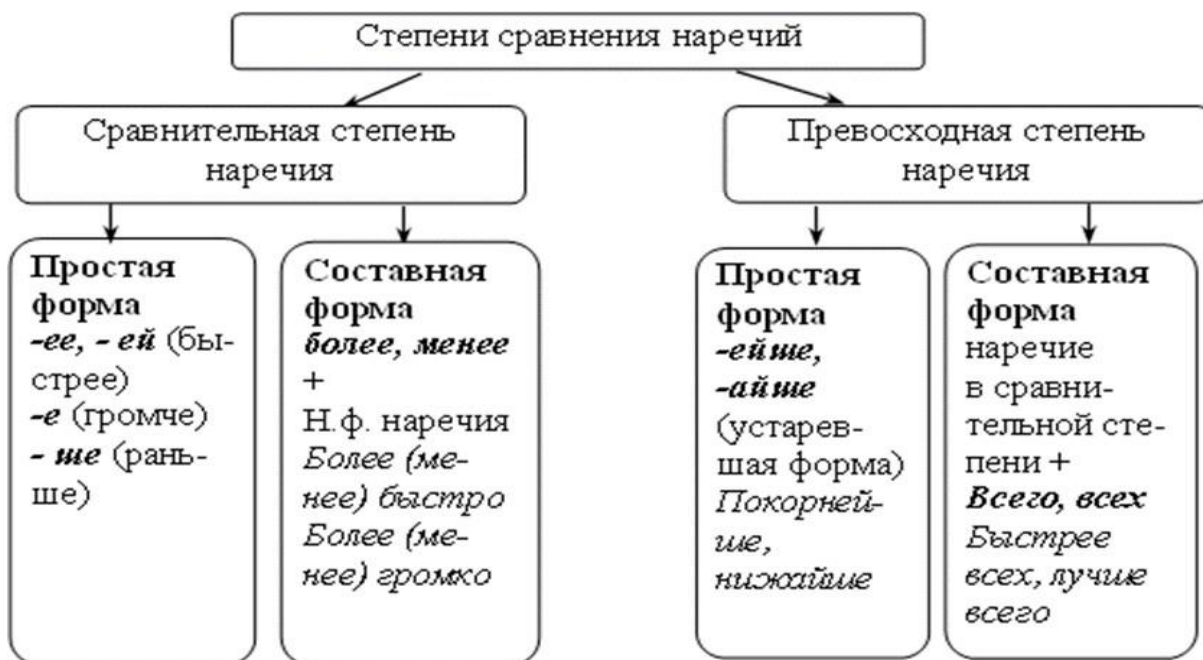 Степени сравнения наречий
Сравнительная степень
наречия
Превосходная степень
наречия
Простая
форма
-ее, - ей (бы-
стрее)
-е (громче)
- ше (рань-
ше)
Составная
форма
более, менее
+
Н.ф. наречия
Более (ме-
нее) быстро
Более (ме-
нее) громко
Простая
форма
-ейше,
-айше
(устарев-
шая форма)
Покорней-
ше,
нижайше
Составная
форма
наречие
в сравни-
тельной сте-
пени +
Всего, всех
Быстрее
всех, лучше
всего